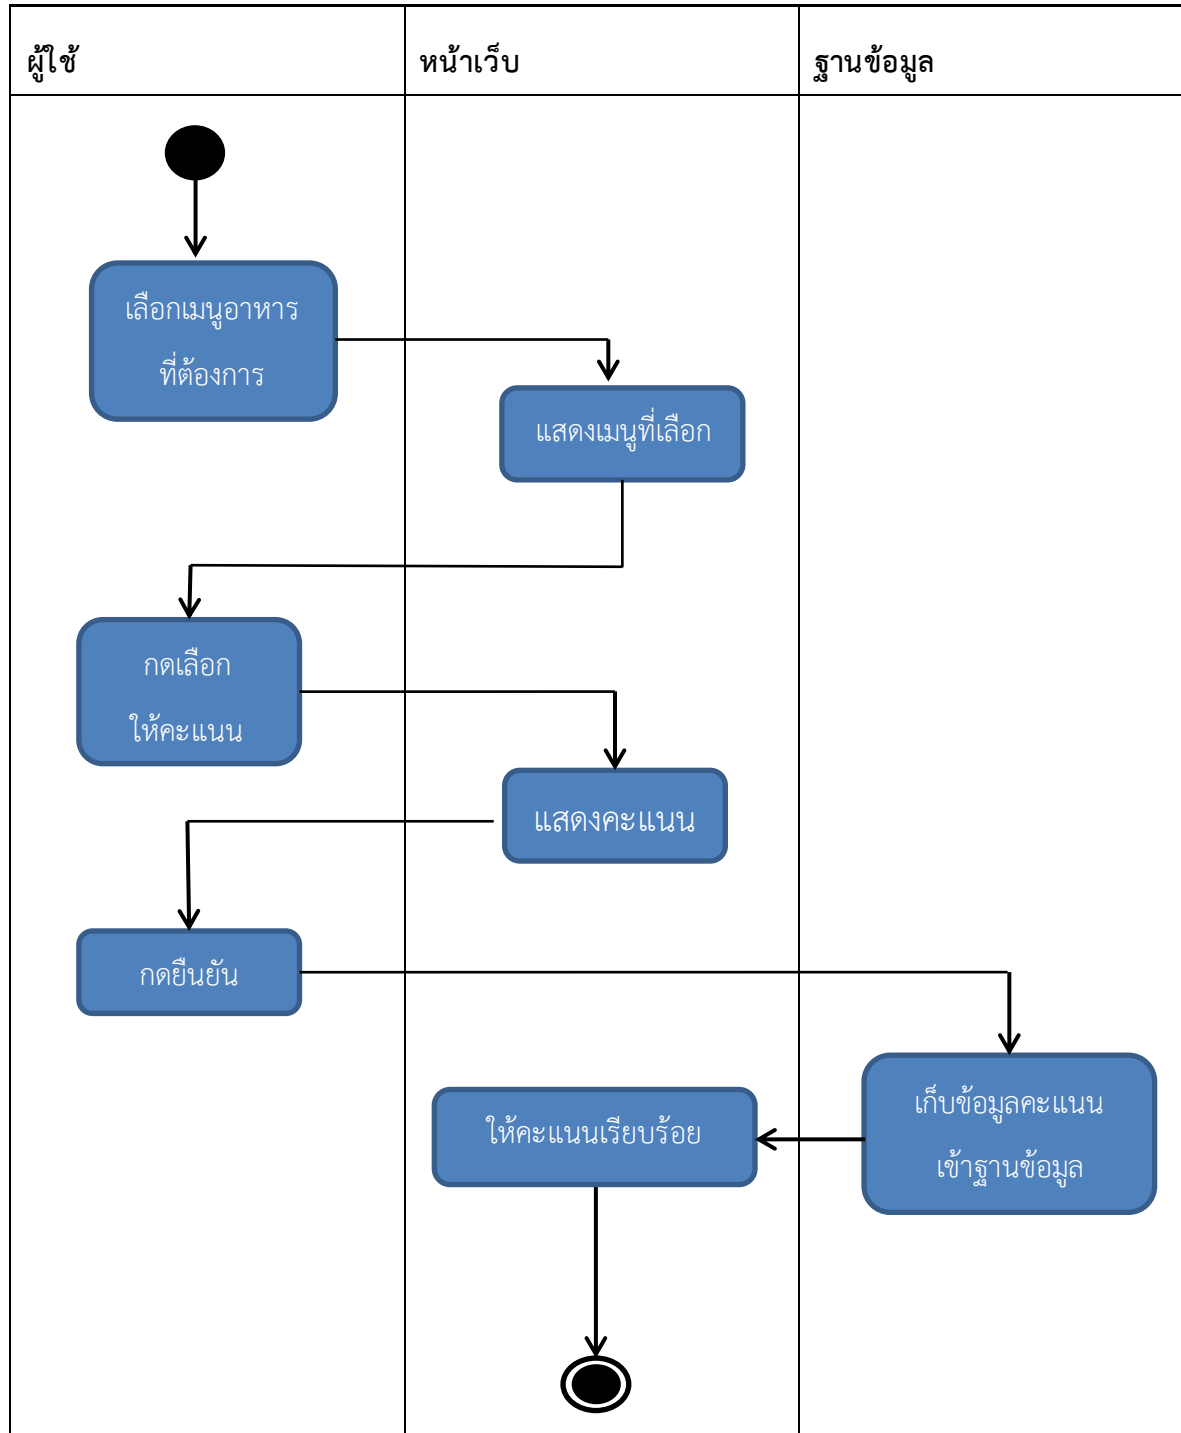 ผู้ใช้
หน้าเว็บ
ฐานข้อมูล
เลือกเมนูอาหาร
ที่ต้องการ
แสดงเมนูที่เลือก
กดเลือก
ให้คะแนน
แสดงคะแนน
กดยืนยัน
เก็บข้อมูลคะแนน
เข้าฐานข้อมูล
ให้คะแนนเรียบร้อย